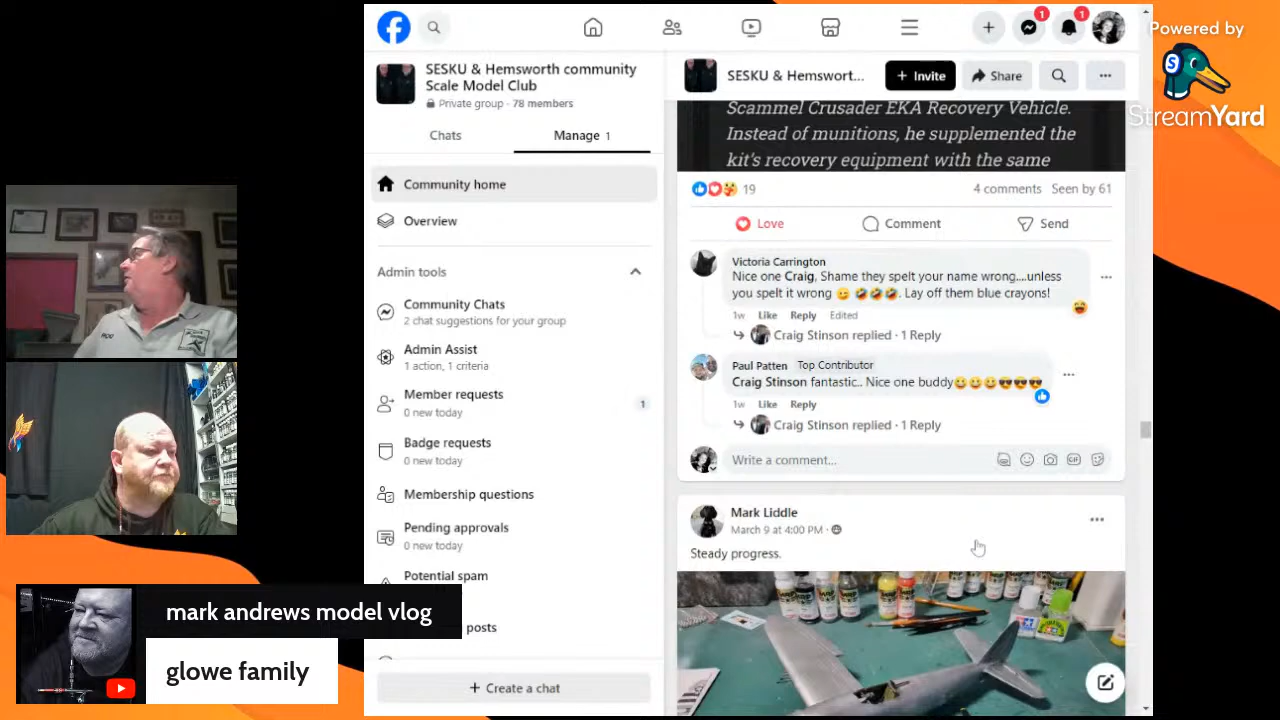 Powered by
StreamYard
SESKU & Hemsworth community
Scale Model Club
Private group · 78 members
Chats
Manage 1
Community home
Overview
Admin tools
Community Chats
2 chat suggestions for your group
Admin Assist
1 action, 1 criteria
Member requests
0 new today
1
Badge requests
0 new today
Membership questions
Pending approvals
0 new today
Potential spam
posts
+ Create a chat
1
1
SESKU & Hemswort...
+ Invite
Share
Scammel Crusader EKA Recovery Vehicle.
Instead of munitions, he supplemented the
kit's recovery equipment with the same
19
4 comments Seen by 61
Love
Comment
Send
Victoria Carrington
Nice one Craig, Shame they spelt your name wrong....unless
you spelt it wrong 😉 🤣🤣🤣. Lay off them blue crayons!
1w Like Reply Edited
Craig Stinson replied · 1 Reply
Paul Patten Top Contributor
Craig Stinson fantastic.. Nice one buddy😀😀😀😎😎😎
1w Like Reply
Craig Stinson replied · 1 Reply
Write a comment...
GIF
Mark Liddle
March 9 at 4:00 PM ·
Steady progress.
mark andrews model vlog
glowe family